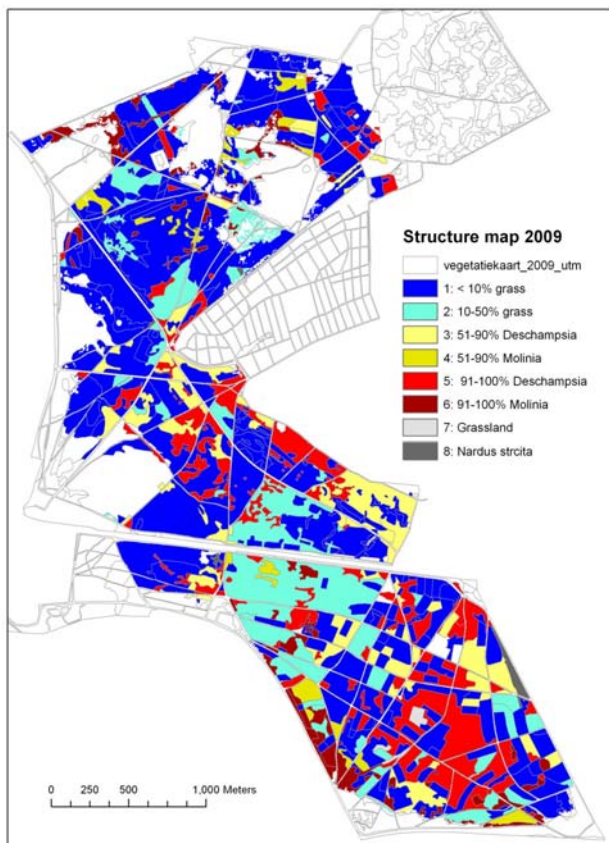 Structure map 2009
vegetatiekaart_2009_utm
1: < 10% grass
2: 10-50% grass
3: 51-90% Deschampsia
4: 51-90% Molinia
5: 91-100% Deschampsia
6: 91-100% Molinia
7: Grassland
8: Nardus strcita
0 250 500 1,000 Meters